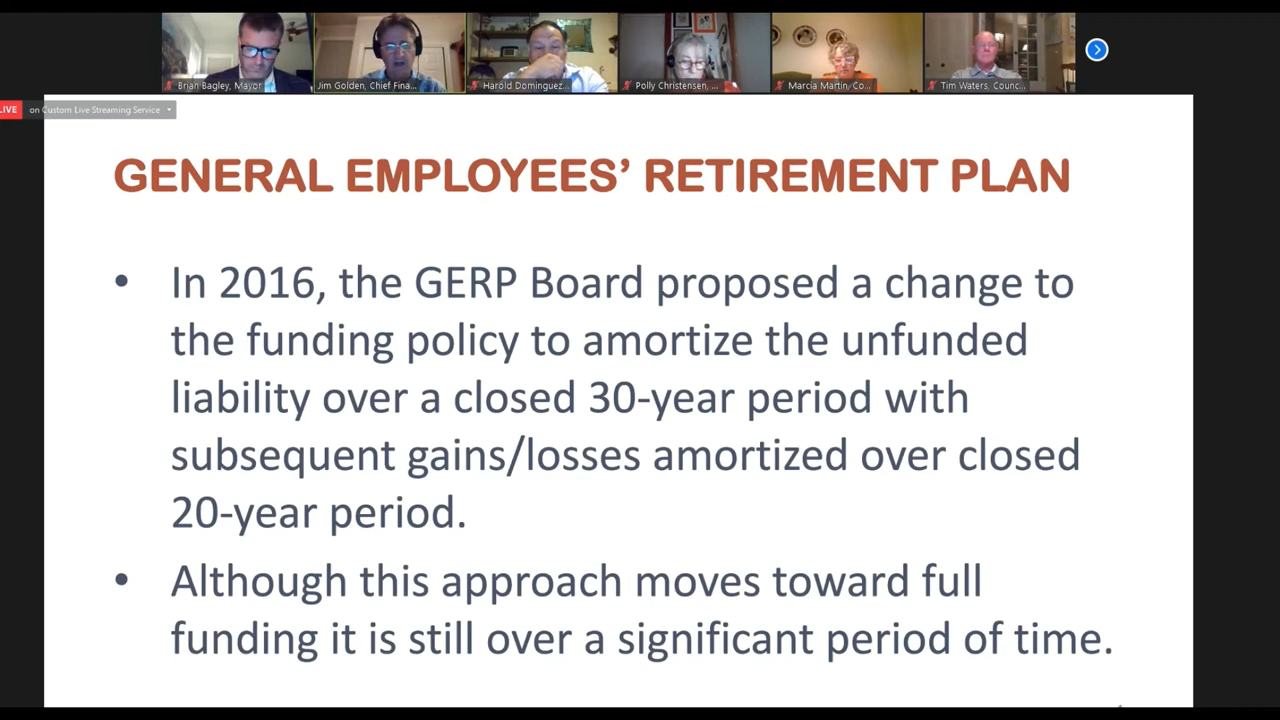 Brian Bagley, Mayor
Jim Golden, Chief Fina...
Harold Dominguez...
Polly Christensen, ...
Marcia Martin, Co...
Tim Waters, Counc...
LIVE
on Custom Live Streaming Service
GENERAL EMPLOYEES’ RETIREMENT PLAN
• In 2016, the GERP Board proposed a change to
the funding policy to amortize the unfunded
liability over a closed 30-year period with
subsequent gains/losses amortized over closed
20-year period.
• Although this approach moves toward full
funding it is still over a significant period of time.